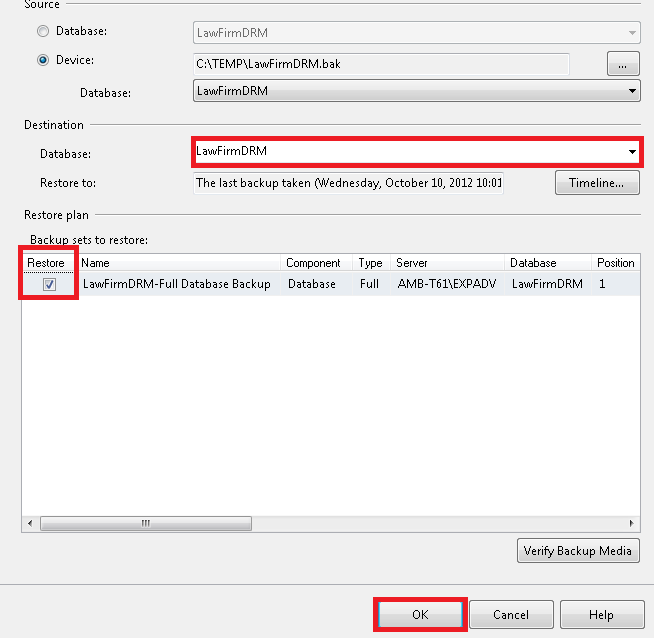 Source
Database:
LawFirmDRM
Device:
C:\TEMP\LawFirmDRM.bak
...
Database:
LawFirmDRM
Destination
Database:
LawFirmDRM
Restore to:
The last backup taken (Wednesday, October 10, 2012 10:01
Timeline...
Restore plan
Backup sets to restore:
Restore Name Component Type Server Database Position
LawFirmDRM-Full Database Backup Database Full AMB-T61\EXPADV LawFirmDRM 1
Verify Backup Media
OK Cancel Help